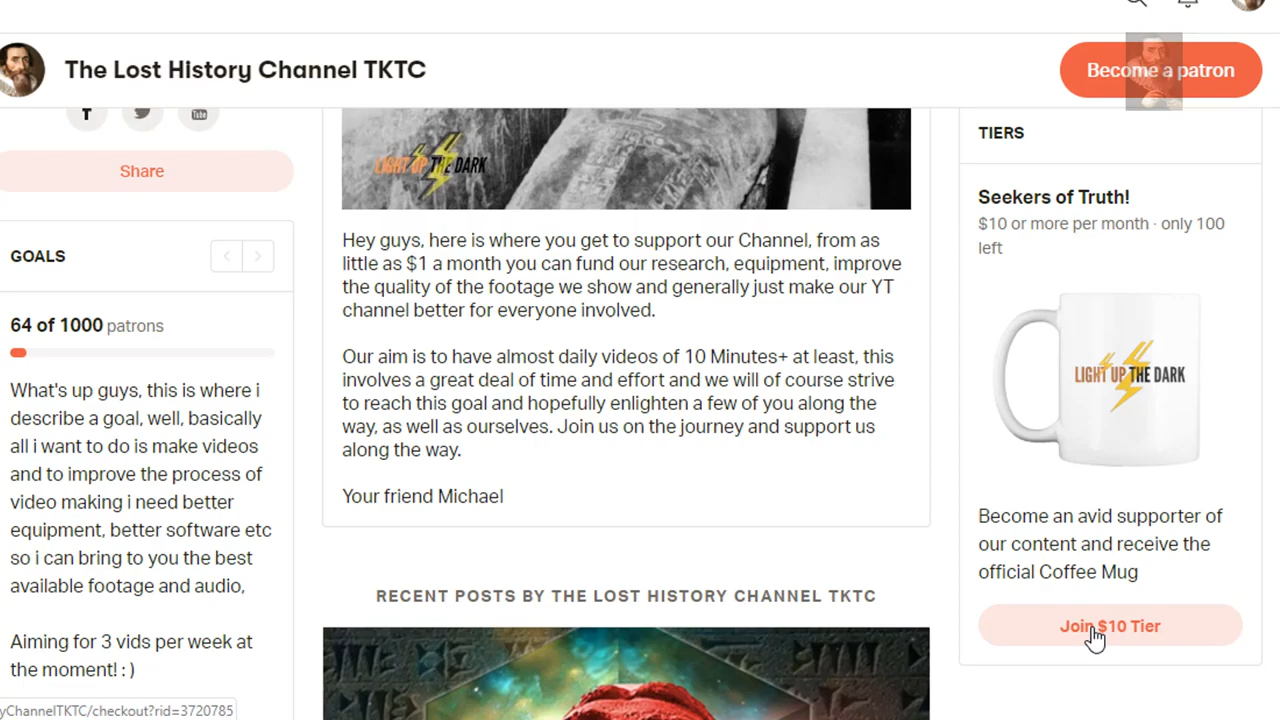 The Lost History Channel TKTC
Become a patron
Share
GOALS
64 of 1000 patrons
What's up guys, this is where i
describe a goal, well, basically
all i want to do is make videos
and to improve the process of
video making i need better
equipment, better software etc
so i can bring to you the best
available footage and audio,
Aiming for 3 vids per week at
the moment! : )
yChannelTKTC/checkout?rid=3720785
LIGHT UP THE DARK
Hey guys, here is where you get to support our Channel, from as
little as $1 a month you can fund our research, equipment, improve
the quality of the footage we show and generally just make our YT
channel better for everyone involved.
Our aim is to have almost daily videos of 10 Minutes+ at least, this
involves a great deal of time and effort and we will of course strive
to reach this goal and hopefully enlighten a few of you along the
way, as well as ourselves. Join us on the journey and support us
along the way.
Your friend Michael
RECENT POSTS BY THE LOST HISTORY CHANNEL TKTC
TIERS
Seekers of Truth!
$10 or more per month · only 100
left
LIGHT UP THE DARK
Become an avid supporter of
our content and receive the
official Coffee Mug
Join $10 Tier